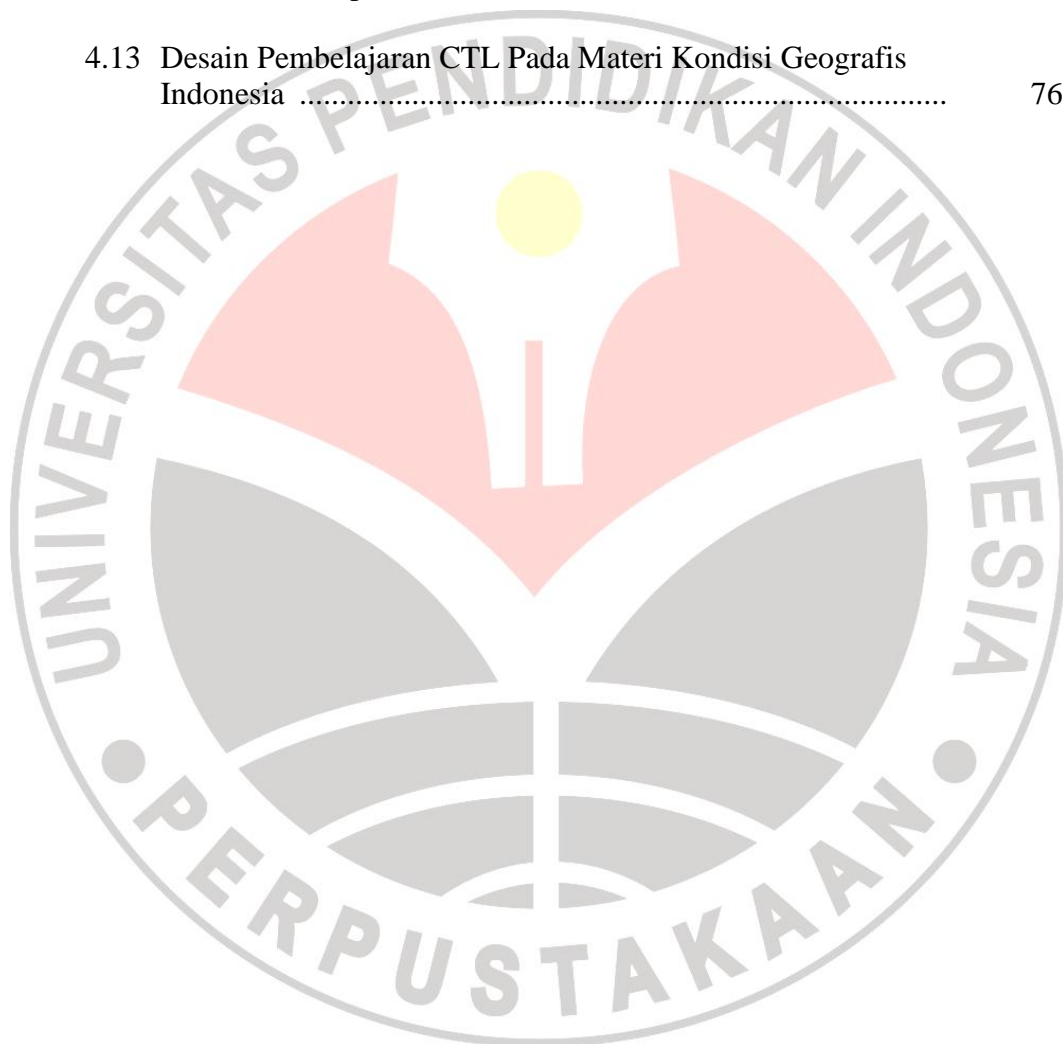 4.13 Desain Pembelajaran CTL Pada Materi Kondisi Geografis
Indonesia ................................................................................. 76
UNIVERSITAS PENDIDIKAN INDONESIA
• PERPUSTAKAAN •